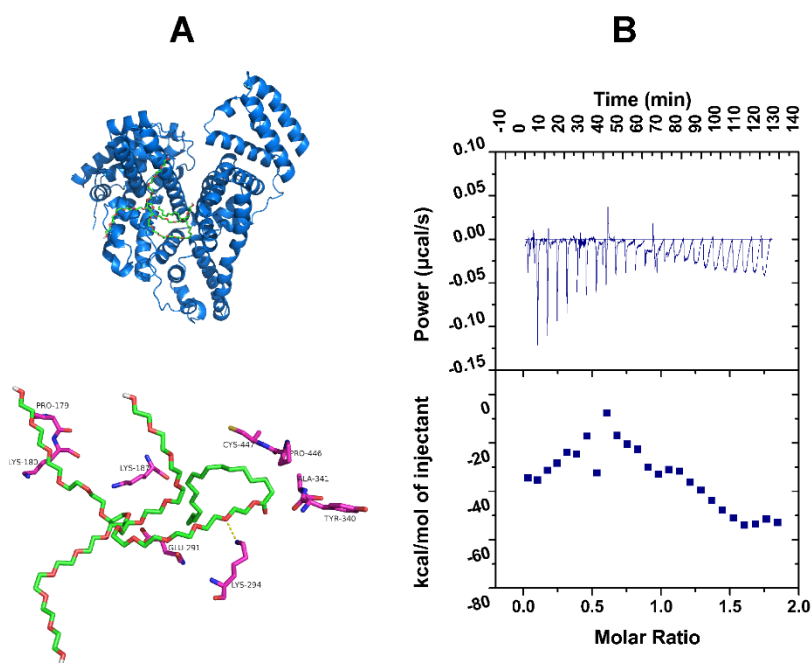 A
PRO-179
LYS-180
LYS-187
GLU-291
LYS-294
CYS-447
PRO-446
ALA-341
TYR-340
B
Time (min)
-10 0 10 20 30 40 50 60 70 80 90 100 110 120 130 140
Power (µcal/s)
0.10
0.05
0.00
-0.05
-0.10
-0.15
kcal/mol of injectant
0
-20
-40
-60
-80
0.0 0.5 1.0 1.5 2.0
Molar Ratio